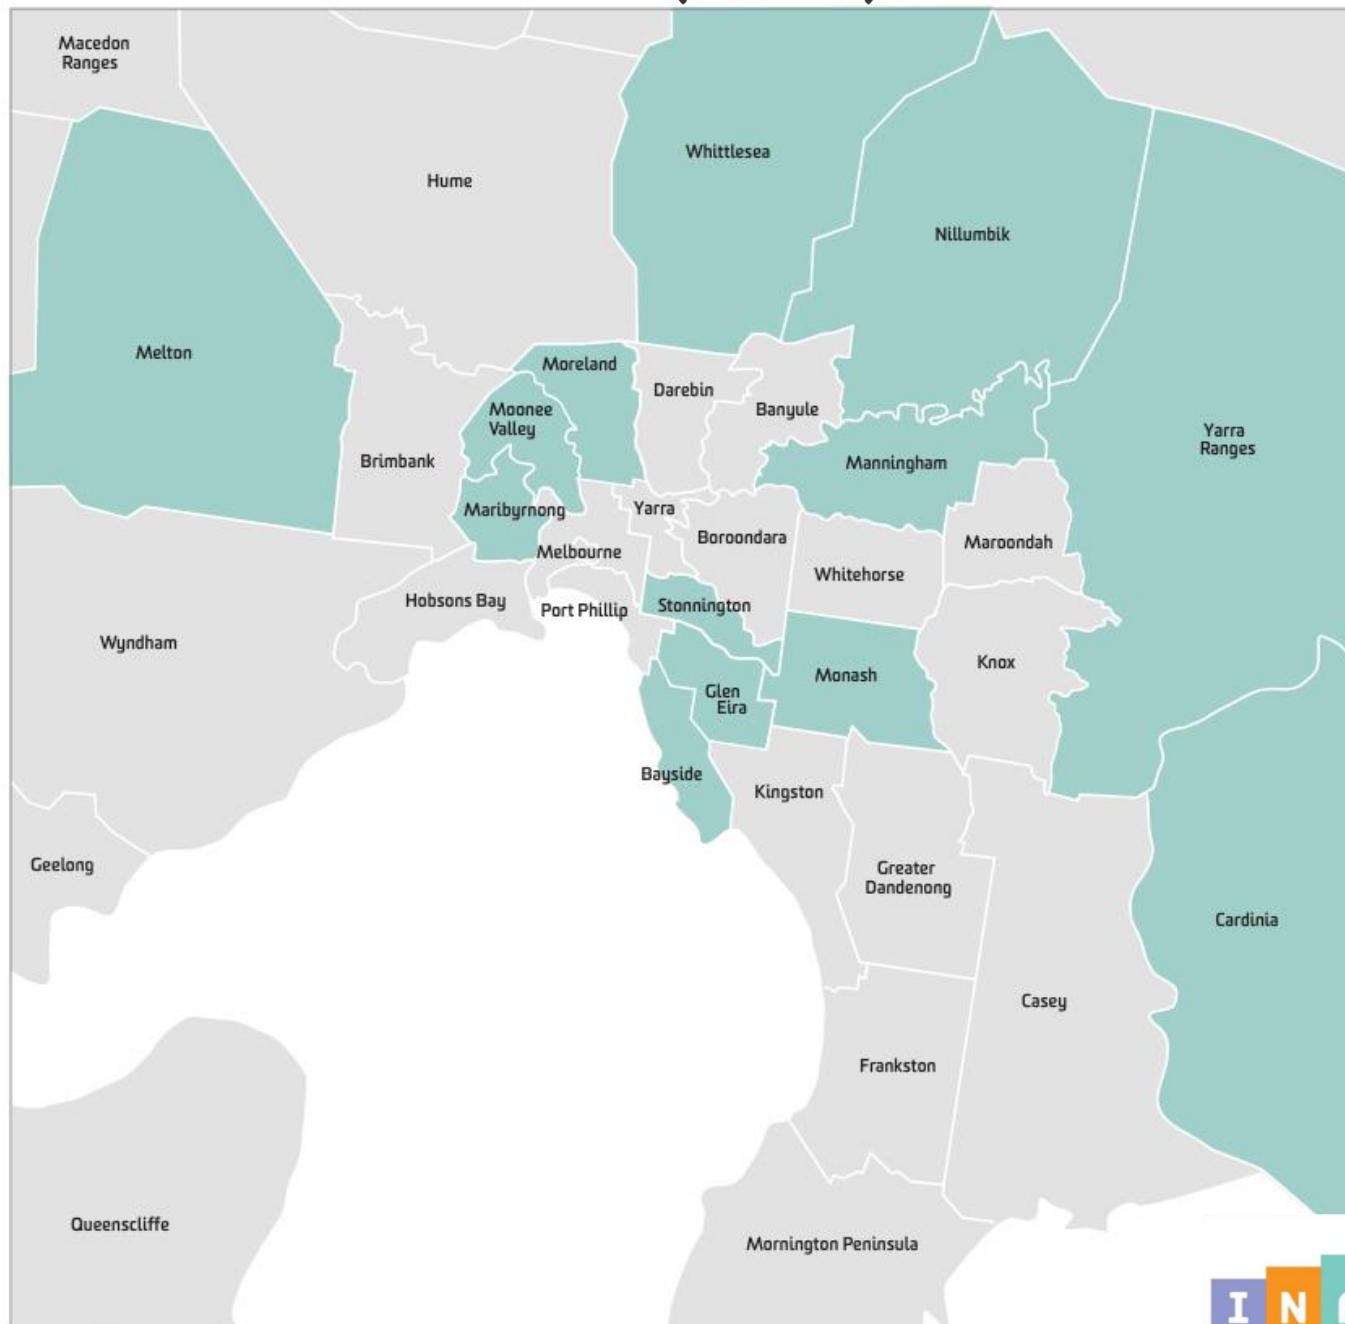 Macedon
Ranges
Whittlesea
Hume
Nillumbik
Melton
Moreland
Darebin
Moonee
Valley
Banyule
Yarra
Ranges
Brimbank
Manningham
Maribyrnong
Yarra
Boroondara
Maroondah
Melbourne
Whitehorse
Hobsons Bay
Port Phillip
Stonnington
Wyndham
Knox
Monash
Glen
Eira
Bayside
Kingston
Geelong
Greater
Dandenong
Cardinia
Casey
Frankston
Queenscliffe
Mornington Peninsula
I N